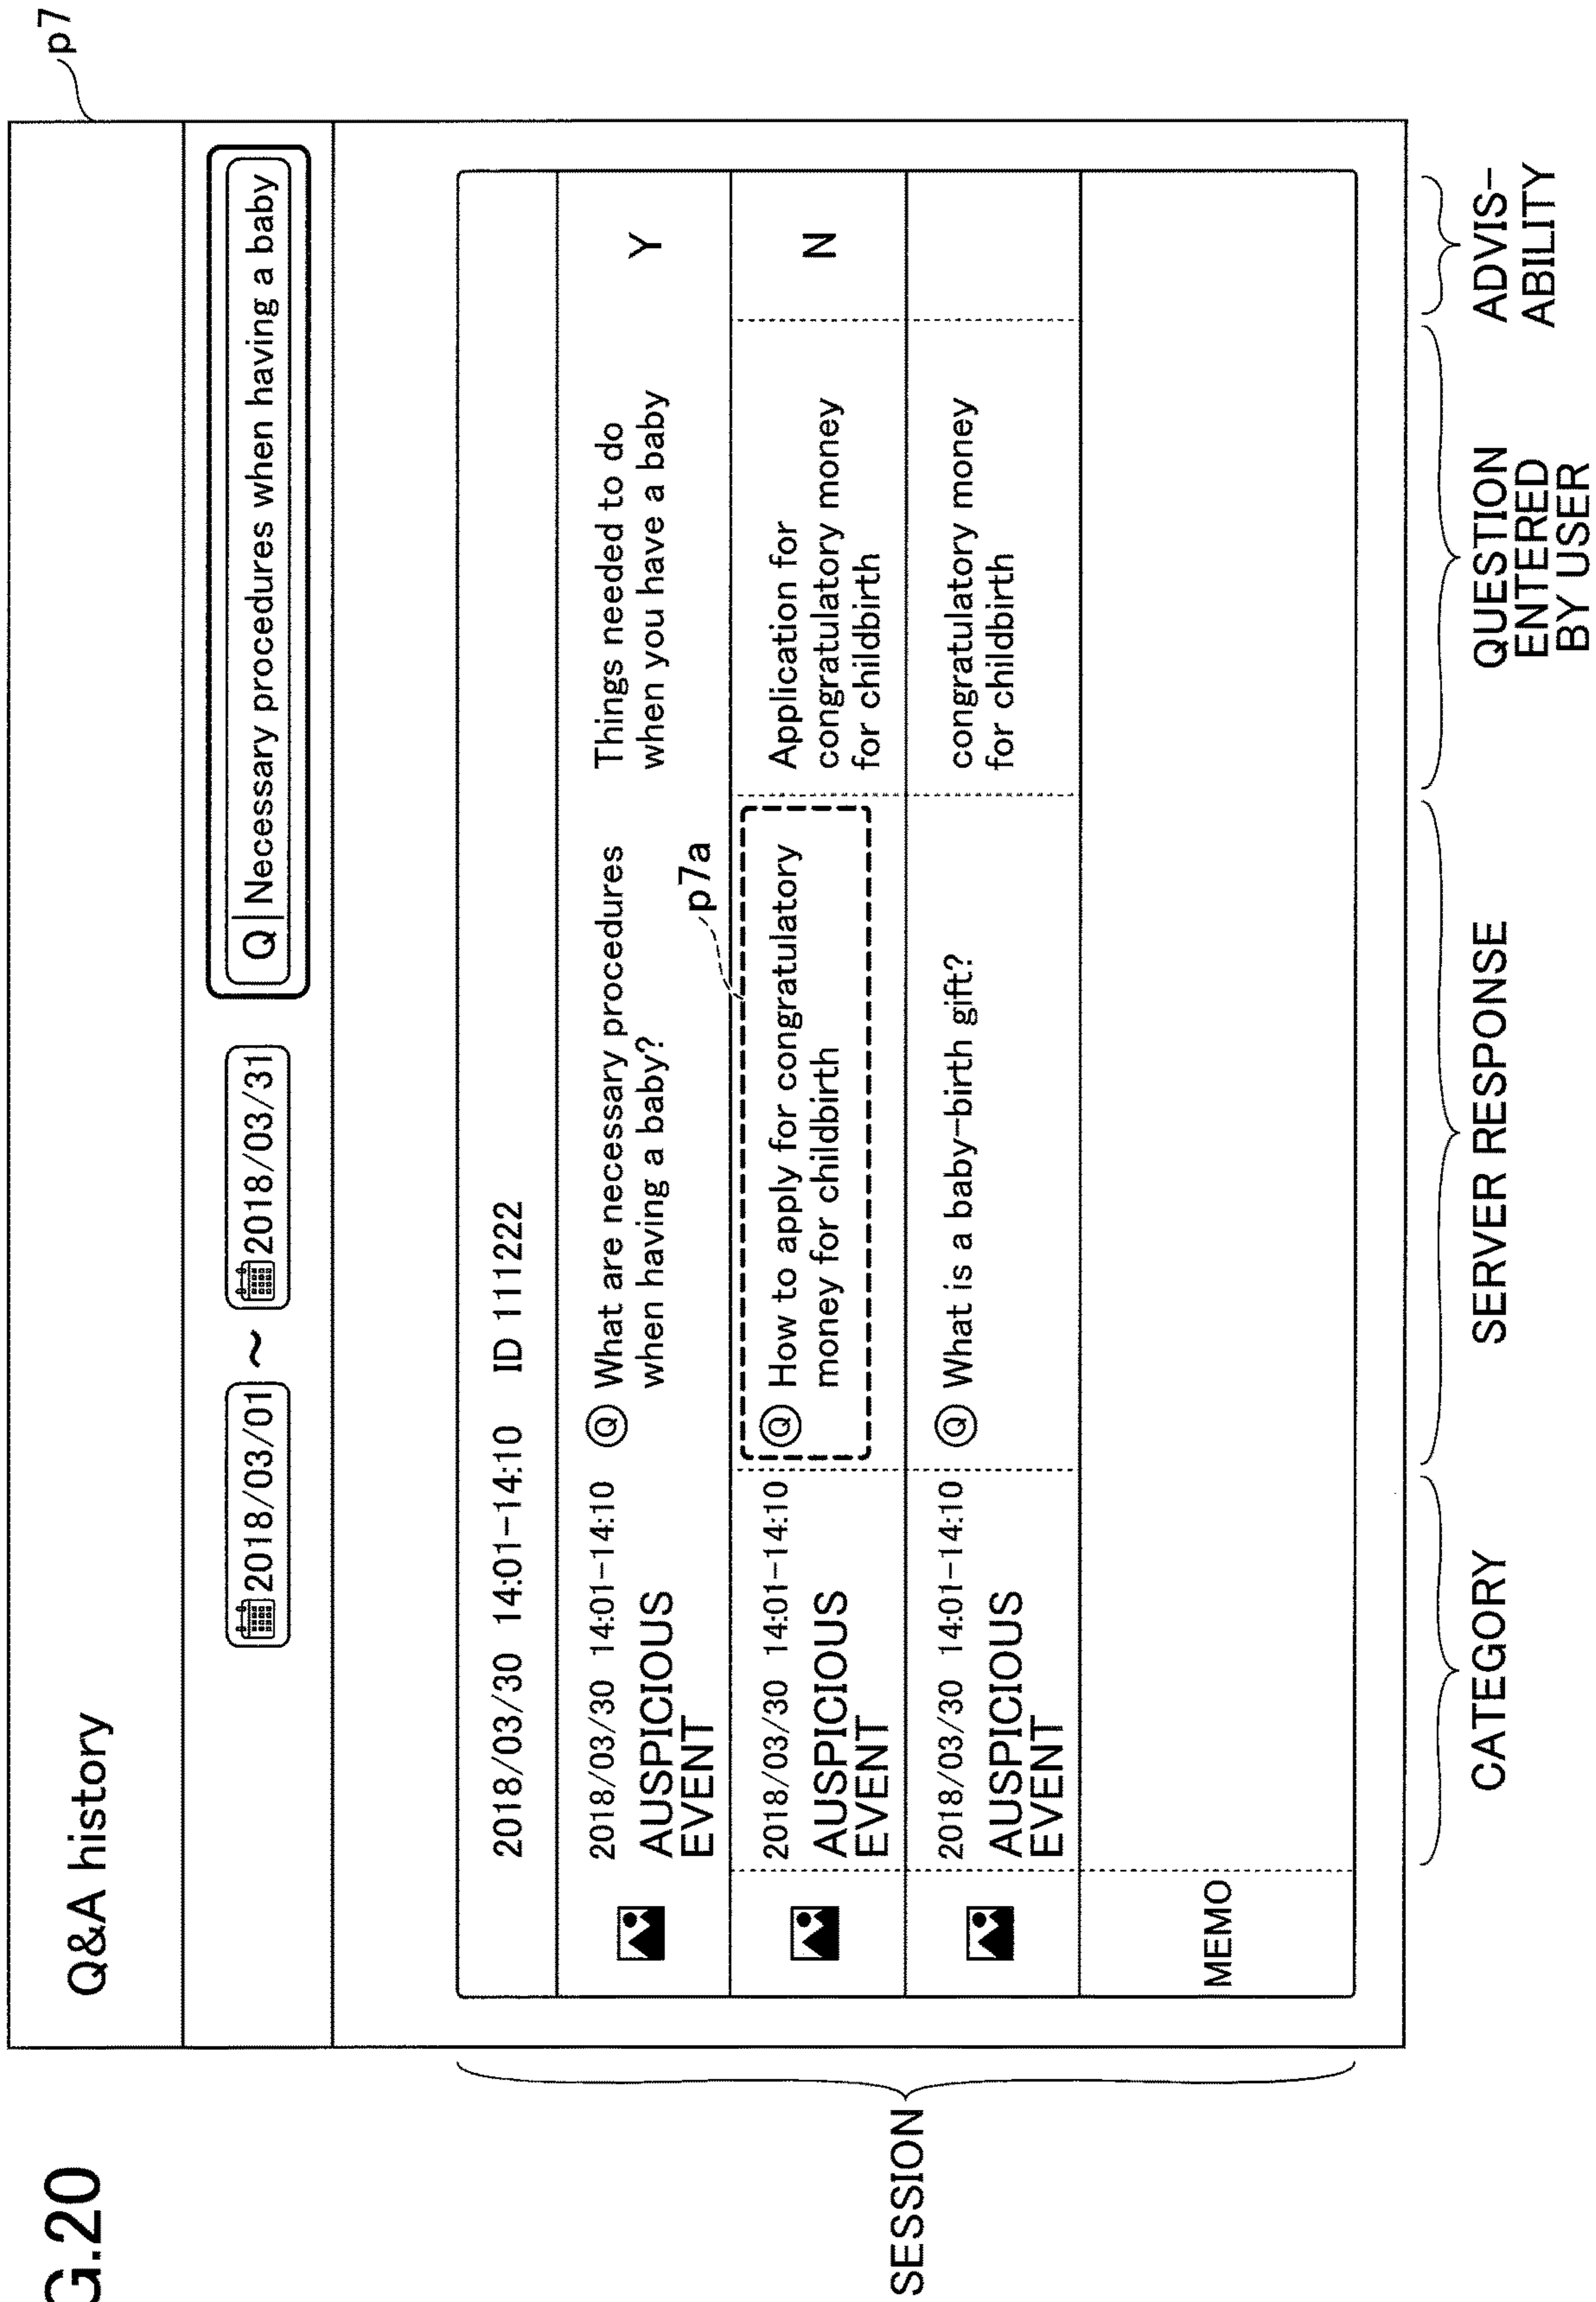 G.20
p7
Q&A history
2018/03/01 ~ 2018/03/31
Q Necessary procedures when having a baby
2018/03/30 14:01-14:10 ID 111222
2018/03/30 14:01-14:10
AUSPICIOUS
EVENT
Q What are necessary procedures
when having a baby?
Things needed to do
when you have a baby
Y
p7a
2018/03/30 14:01-14:10
AUSPICIOUS
EVENT
Q How to apply for congratulatory
money for childbirth
Application for
congratulatory money
for childbirth
N
2018/03/30 14:01-14:10
AUSPICIOUS
EVENT
Q What is a baby-birth gift?
congratulatory money
for childbirth
MEMO
SESSION
CATEGORY
SERVER RESPONSE
QUESTION
ENTERED
BY USER
ADVIS-
ABILITY